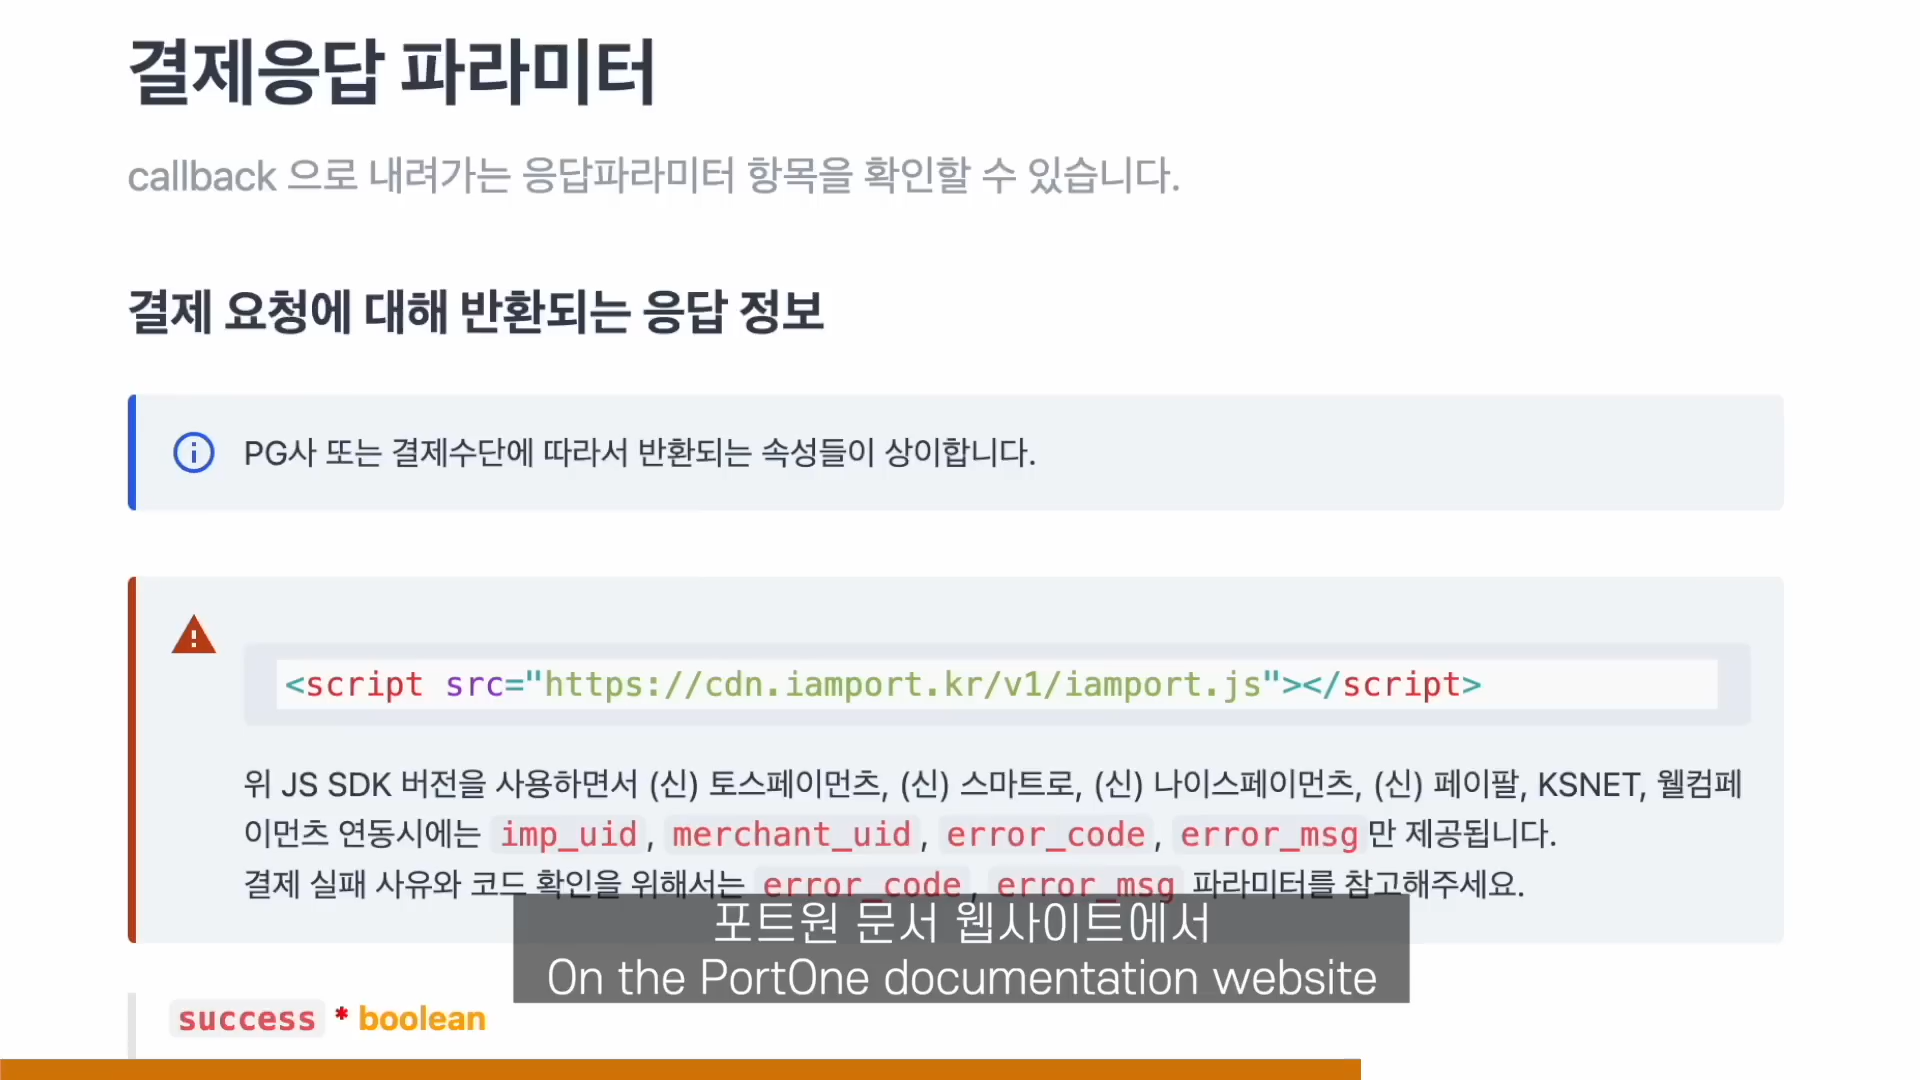 결제응답 파라미터
callback 으로 내려가는 응답파라미터 항목을 확인할 수 있습니다.
결제 요청에 대해 반환되는 응답 정보
PG사 또는 결제수단에 따라서 반환되는 속성들이 상이합니다.
<script src="https://cdn.iamport.kr/v1/iamport.js"></script>
위 JS SDK 버전을 사용하면서 (신) 토스페이먼츠, (신) 스마트로, (신) 나이스페이먼츠, (신) 페이팔, KSNET, 웰컴페
이먼츠 연동시에는 imp_uid, merchant_uid, error_code, error_msg만 제공됩니다.
결제 실패 사유와 코드 확인을 위해서는 error_code, error_msg 파라미터를 참고해주세요.
포트원 문서 웹사이트에서
On the PortOne documentation website
success * boolean